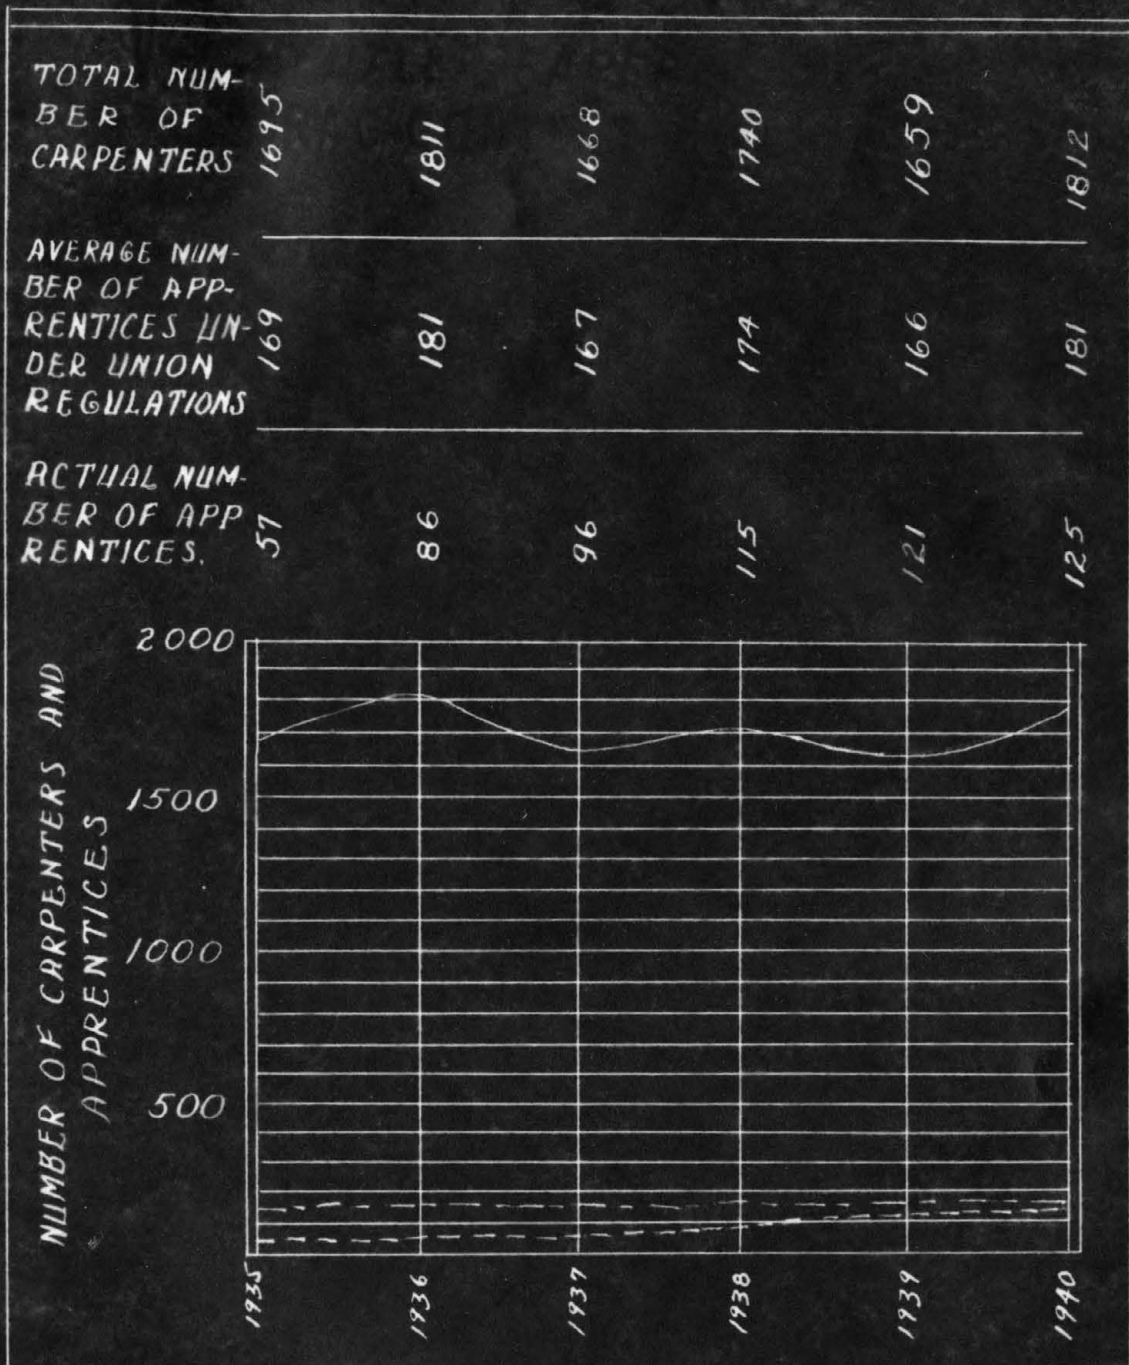 TOTAL NUM-
BER OF
CARPENTERS
1695 1811 1668 1740 1659 1812
AVERAGE NUM-
BER OF APP-
RENTICES UN-
DER UNION
REGULATIONS
169 181 167 174 166 181
ACTUAL NUM-
BER OF APP
RENTICES.
57 86 96 115 121 125
NUMBER OF CARPENTERS AND
APPRENTICES
2000
1500
1000
500
1935 1936 1937 1938 1939 1940